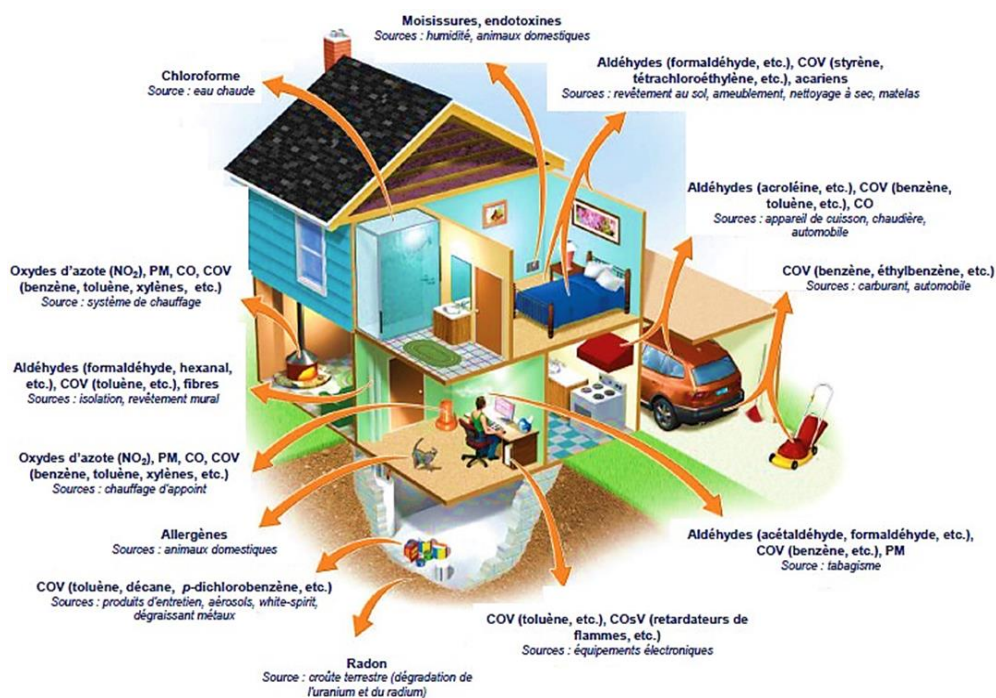 Moisissures, endotoxines
Sources : humidité, animaux domestiques
Chloroforme
Source : eau chaude
Aldéhydes (formaldéhyde, etc.), COV (styrène,
tétrachloroéthylène, etc.), acariens
Sources : revêtement au sol, ameublement, nettoyage à sec, matelas
Aldéhydes (acroléine, etc.), COV (benzène,
toluène, etc.), CO
Sources : appareil de cuisson, chaudière,
automobile
Oxydes d'azote (NO₂), PM, CO, COV
(benzène, toluène, xylènes, etc.)
Source : système de chauffage
COV (benzène, éthylbenzène, etc.)
Sources : carburant, automobile
Aldéhydes (formaldéhyde, hexanal,
etc.), COV (toluène, etc.), fibres
Sources : isolation, revêtement mural
Oxydes d'azote (NO₂), PM, CO, COV
(benzène, toluène, xylènes, etc.)
Sources : chauffage d'appoint
Allergènes
Sources : animaux domestiques
Aldéhydes (acétaldéhyde, formaldéhyde, etc.),
COV (benzène, etc.), PM
Source : tabagisme
COV (toluène, décane, p-dichlorobenzène, etc.)
Sources : produits d'entretien, aérosols, white-spirit,
dégraissant métaux
COV (toluène, etc.), COsV (retardateurs de
flammes, etc.)
Sources : équipements électroniques
Radon
Source : croûte terrestre (dégradation de
l'uranium et du radium)